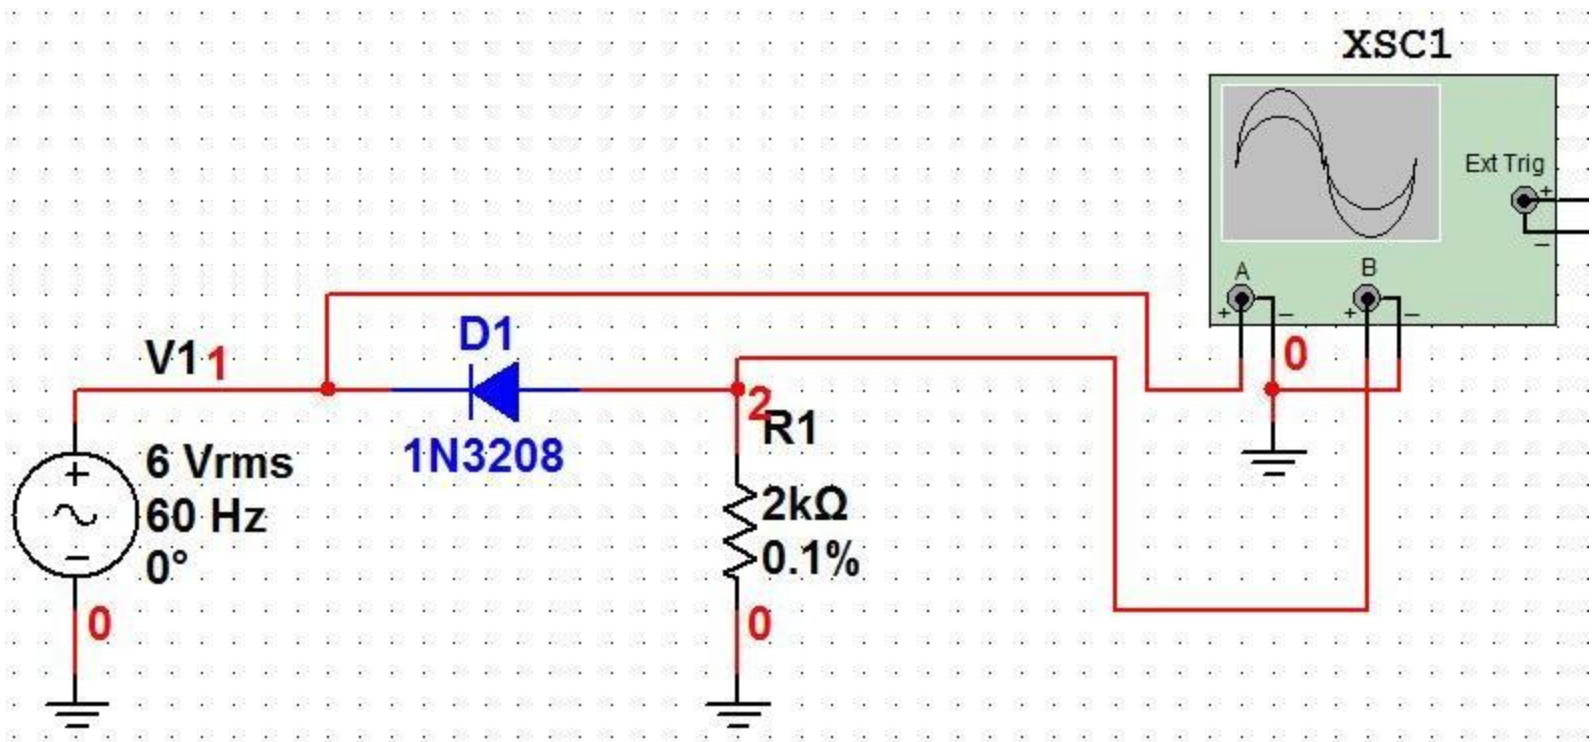 XSC1
Ext Trig
+
−
A
B
+
−
+
−
0
D1
V1 1
2
R1
1N3208
+
6 Vrms
60 Hz
−
0°
2kΩ
0.1%
0
0